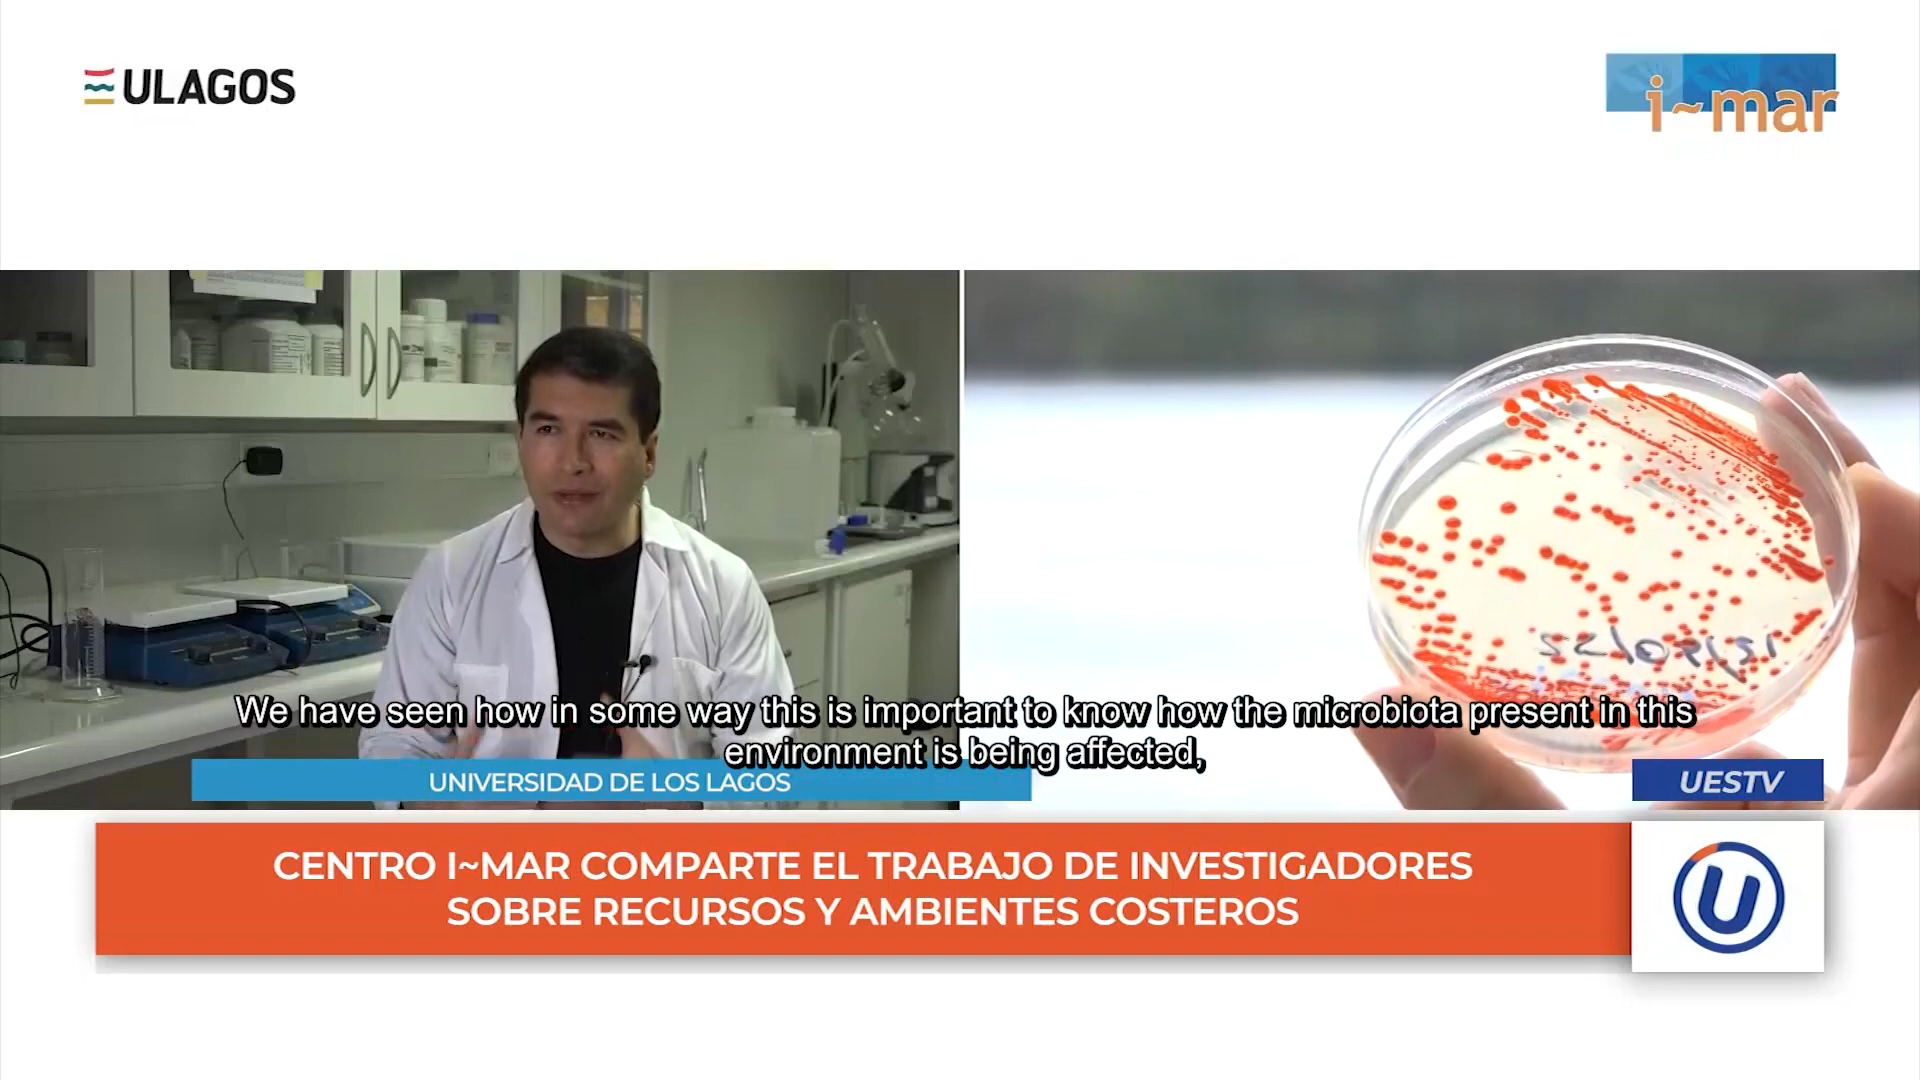 ULAGOS
i~mar
We have seen how in some way this is important to know how the microbiota present in this
environment is being affected,
UNIVERSIDAD DE LOS LAGOS
UESTV
CENTRO I~MAR COMPARTE EL TRABAJO DE INVESTIGADORES
SOBRE RECURSOS Y AMBIENTES COSTEROS
U